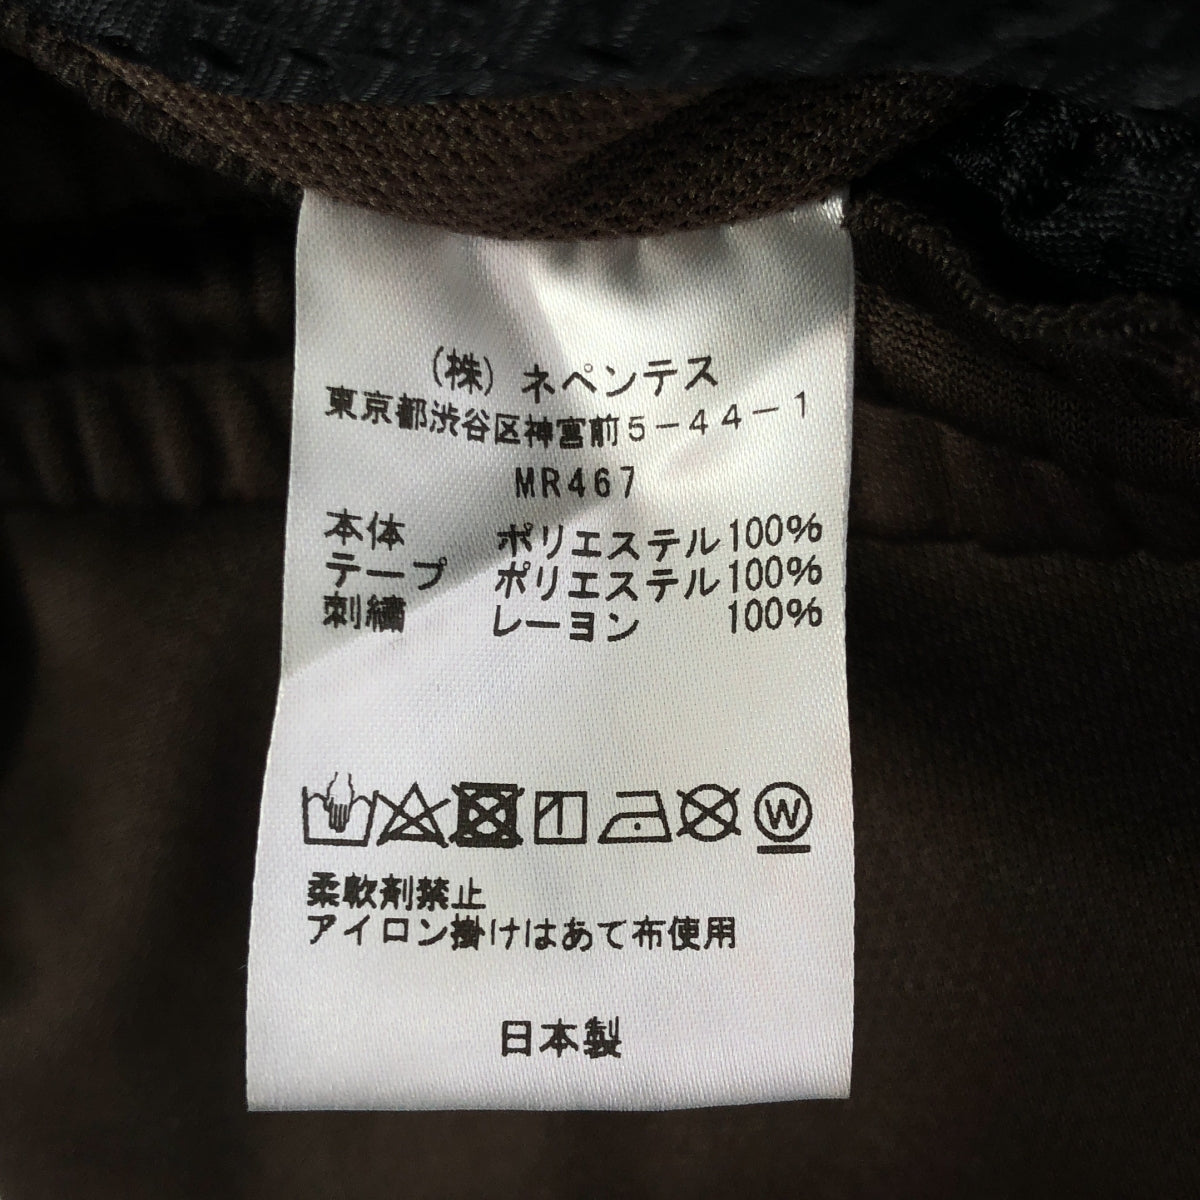 (株) ネペンテス
東京都渋谷区神宮前5-44-1
MR467
本体 ポリエステル100%
テープ ポリエステル100%
刺繍 レーヨン 100%
W
柔軟剤禁止
アイロン掛けはあて布使用
日本製